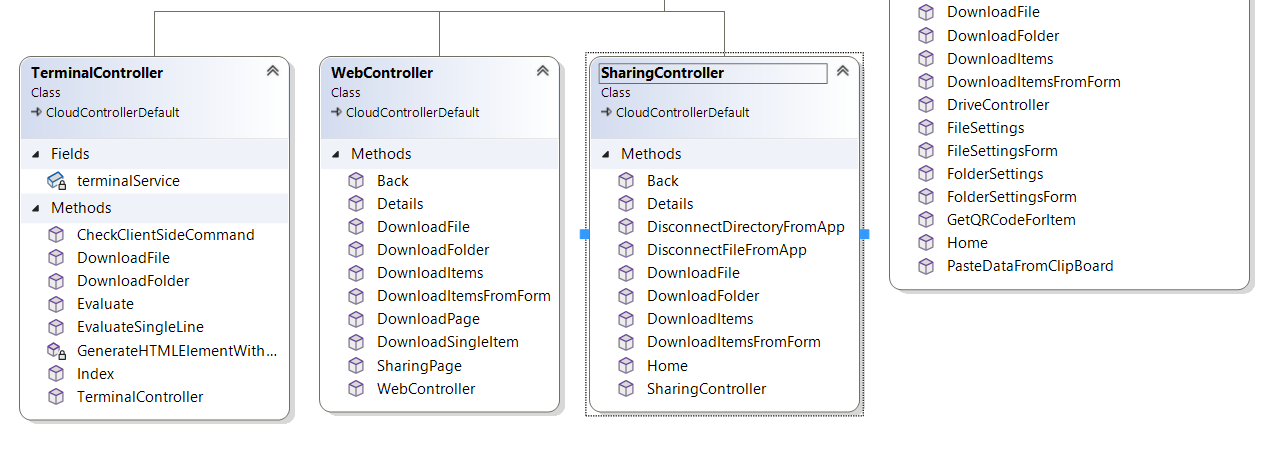 TerminalController
Class
CloudControllerDefault
Fields
terminalService
Methods
CheckClientSideCommand
DownloadFile
DownloadFolder
Evaluate
EvaluateSingleLine
GenerateHTMLElementWith...
Index
TerminalController
WebController
Class
CloudControllerDefault
Methods
Back
Details
DownloadFile
DownloadFolder
DownloadItems
DownloadItemsFromForm
DownloadPage
DownloadSingleItem
SharingPage
WebController
SharingController
Class
CloudControllerDefault
Methods
Back
Details
DisconnectDirectoryFromApp
DisconnectFileFromApp
DownloadFile
DownloadFolder
DownloadItems
DownloadItemsFromForm
Home
SharingController
DownloadFile
DownloadFolder
DownloadItems
DownloadItemsFromForm
DriveController
FileSettings
FileSettingsForm
FolderSettings
FolderSettingsForm
GetQRCodeForItem
Home
PasteDataFromClipBoard